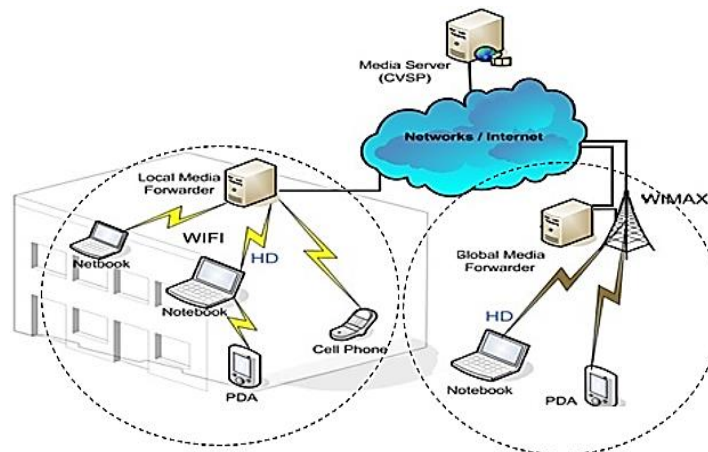 Media Server
(CVSP)
Networks / Internet
Local Media
Forwarder
WIMAX
WIFI
HD
Netbook
Notebook
Global Media
Forwarder
HD
Cell Phone
PDA
Notebook
PDA